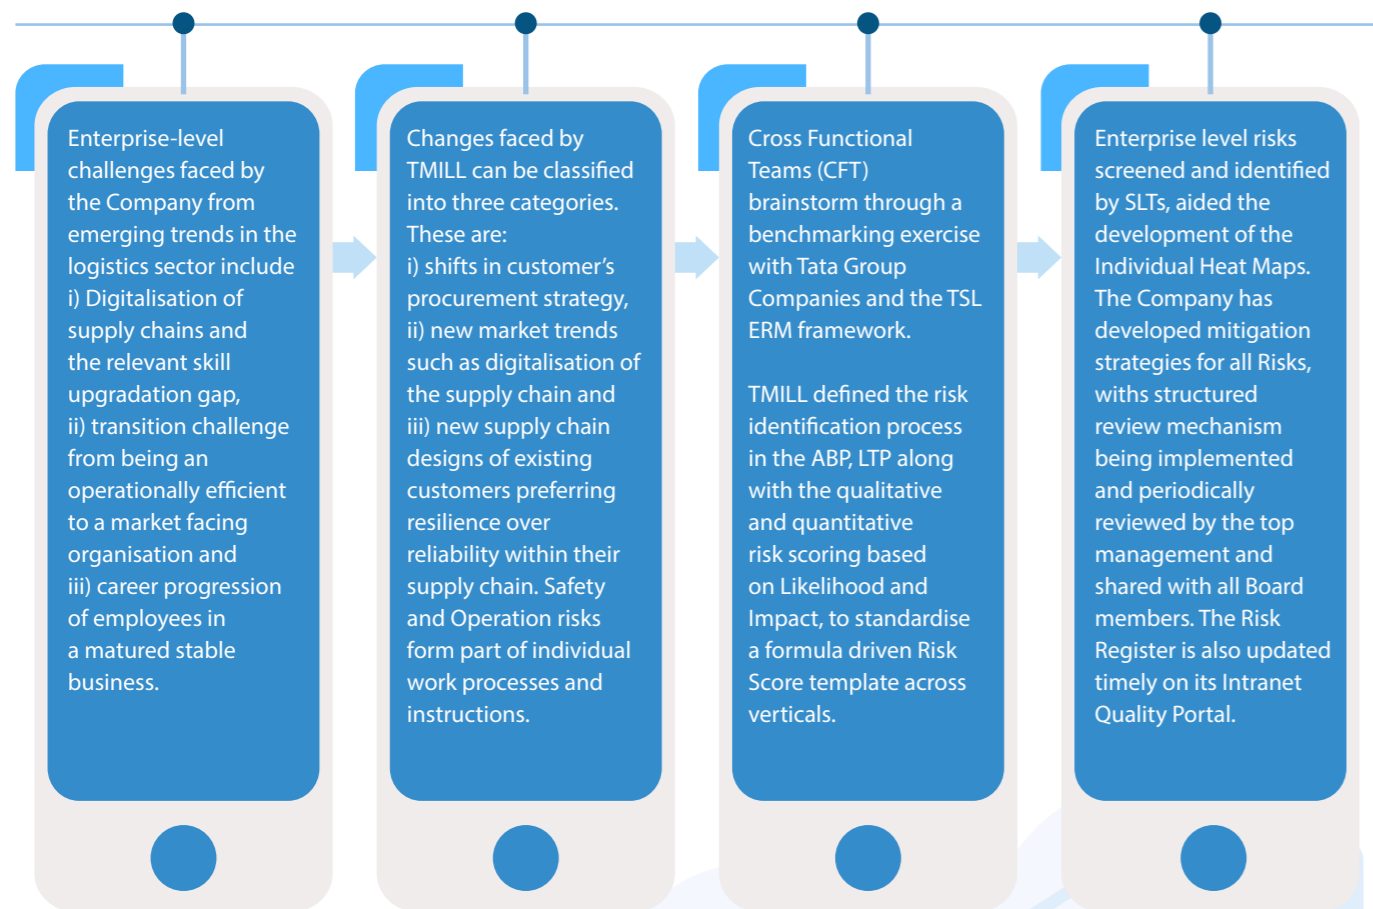 Enterprise-level
challenges faced by
the Company from
emerging trends in the
logistics sector include
i) Digitalisation of
supply chains and
the relevant skill
upgradation gap,
ii) transition challenge
from being an
operationally efficient
to a market facing
organisation and
iii) career progression
of employees in
a matured stable
business.
Changes faced by
TMILL can be classified
into three categories.
These are:
i) shifts in customer’s
procurement strategy,
ii) new market trends
such as digitalisation of
the supply chain and
iii) new supply chain
designs of existing
customers preferring
resilience over
reliability within their
supply chain. Safety
and Operation risks
form part of individual
work processes and
instructions.
Cross Functional
Teams (CFT)
brainstorm through a
benchmarking exercise
with Tata Group
Companies and the TSL
ERM framework.
TMILL defined the risk
identification process
in the ABP, LTP along
with the qualitative
and quantitative
risk scoring based
on Likelihood and
Impact, to standardise
a formula driven Risk
Score template across
verticals.
Enterprise level risks
screened and identified
by SLTs, aided the
development of the
Individual Heat Maps.
The Company has
developed mitigation
strategies for all Risks,
withs structured
review mechanism
being implemented
and periodically
reviewed by the top
management and
shared with all Board
members. The Risk
Register is also updated
timely on its Intranet
Quality Portal.